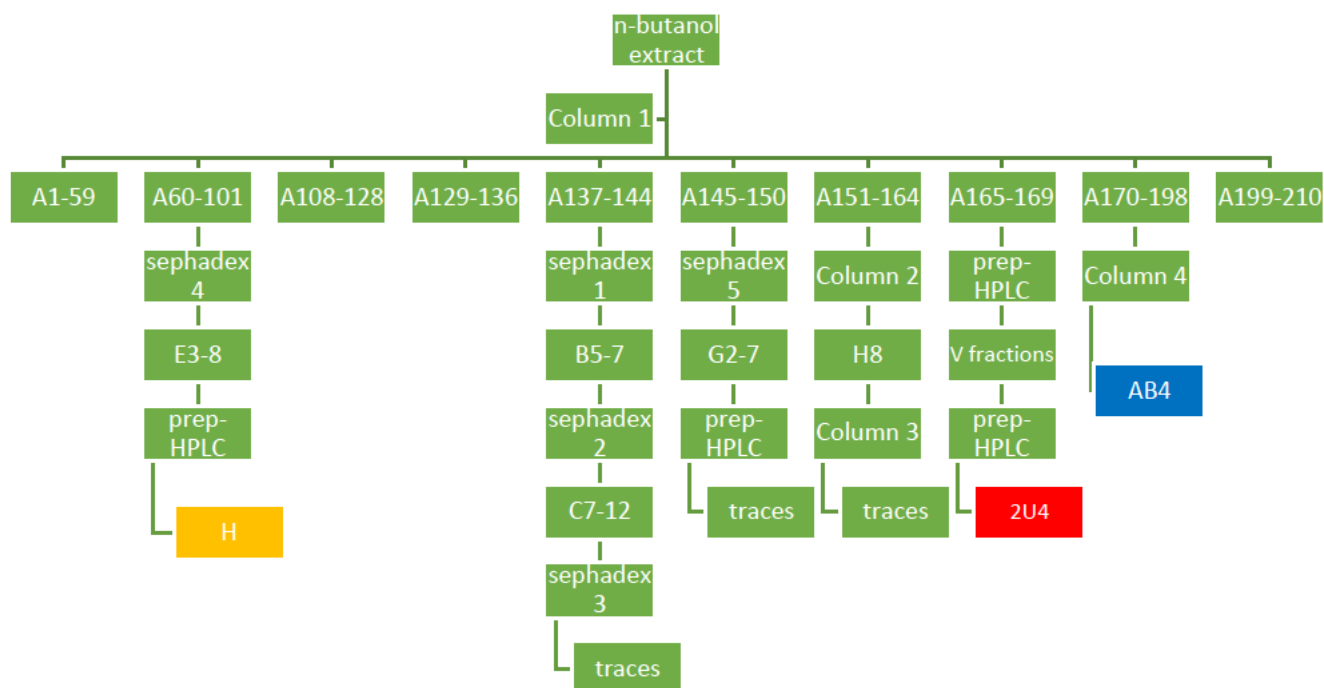 n-butanol
extract
Column 1
A1-59
A60-101
A108-128
A129-136
A137-144
A145-150
A151-164
A165-169
A170-198
A199-210
sephadex
4
sephadex
1
sephadex
5
Column 2
prep-
HPLC
Column 4
E3-8
B5-7
G2-7
H8
V fractions
AB4
prep-
HPLC
sephadex
2
prep-
HPLC
Column 3
prep-
HPLC
H
C7-12
traces
traces
2U4
sephadex
3
traces